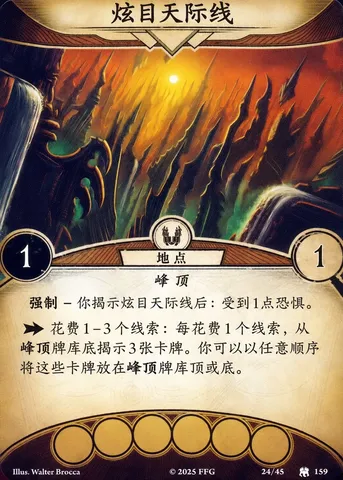 炫目天际线
1
地点
1
峰顶
强制 – 你揭示炫目天际线后：受到1点恐惧。
花费 1-3 个线索：每花费 1 个线索，从
峰顶牌库底揭示3张卡牌。你可以以任意顺序
将这些卡牌放在峰顶牌库顶或底。
Illus. Walter Brocca
© 2025 FFG
24/45
159